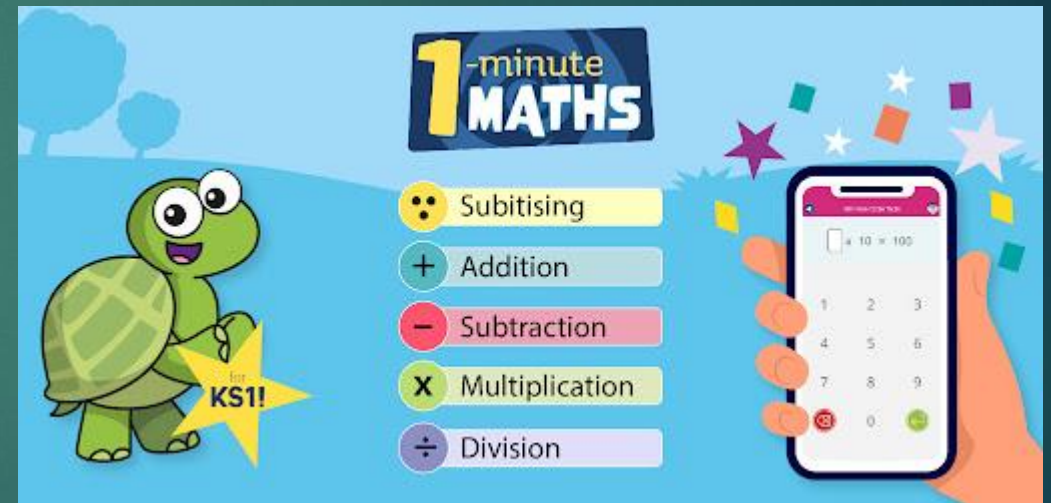 1-minute
MATHS
Subitising
+ Addition
- Subtraction
x Multiplication
÷ Division
for
KS1!
x 10 = 100
1 2 3
4 5 6
7 8 9
0